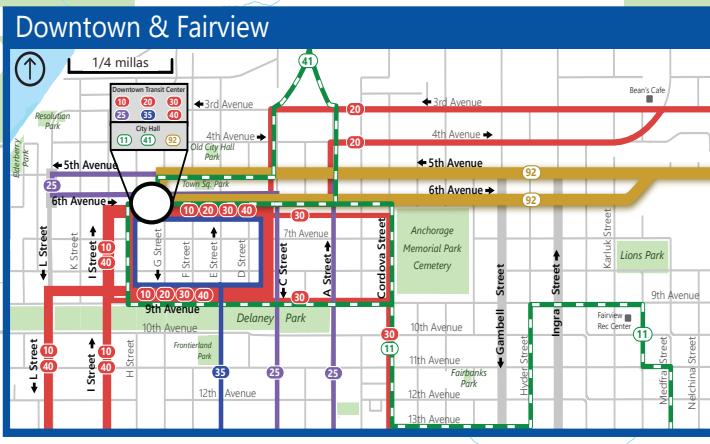 Downtown & Fairview
1/4 millas
41
Downtown Transit Center
10 20 30
25 35 40
City Hall
11 41 92
Bean's Cafe
3rd Avenue
3rd Avenue
20
Resolution
Park
4th Avenue
4th Avenue
20
Old City Hall
Park
Elderberry
Park
5th Avenue
5th Avenue
92
25
Town Sq. Park
6th Avenue
6th Avenue
92
10 20 30 40
30
7th Avenue
L Street
K Street
I Street
G Street
F Street
E Street
D Street
C Street
A Street
Cordova Street
Anchorage
Memorial Park
Cemetery
Gambell Street
Ingra Street
Karluk Street
Lions Park
10
40
10 20 30 40
30
9th Avenue
9th Avenue
Delaney Park
10th Avenue
10th Avenue
Fairview
Rec Center
30
11
11
Frontierland
Park
10
40
10
40
L Street
I Street
H Street
11th Avenue
35
25
25
Fairbanks
Park
Hyder Street
Medfra Street
Nelchina Street
12th Avenue
12th Avenue
13th Avenue